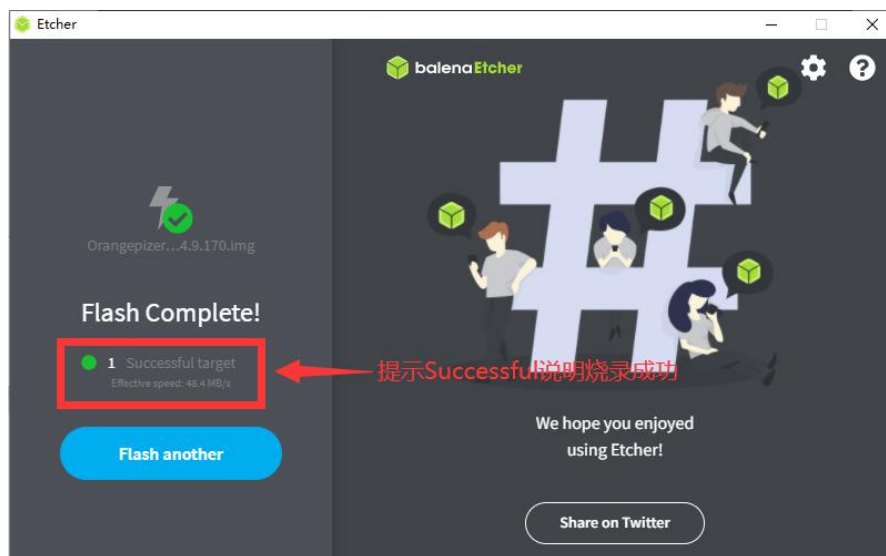 Etcher
balenaEtcher
Orangepizer...4.9.170.img
Flash Complete!
1 Successful target
Effective speed: 48.4 MB/s
提示Successful说明烧录成功
Flash another
We hope you enjoyed
using Etcher!
Share on Twitter